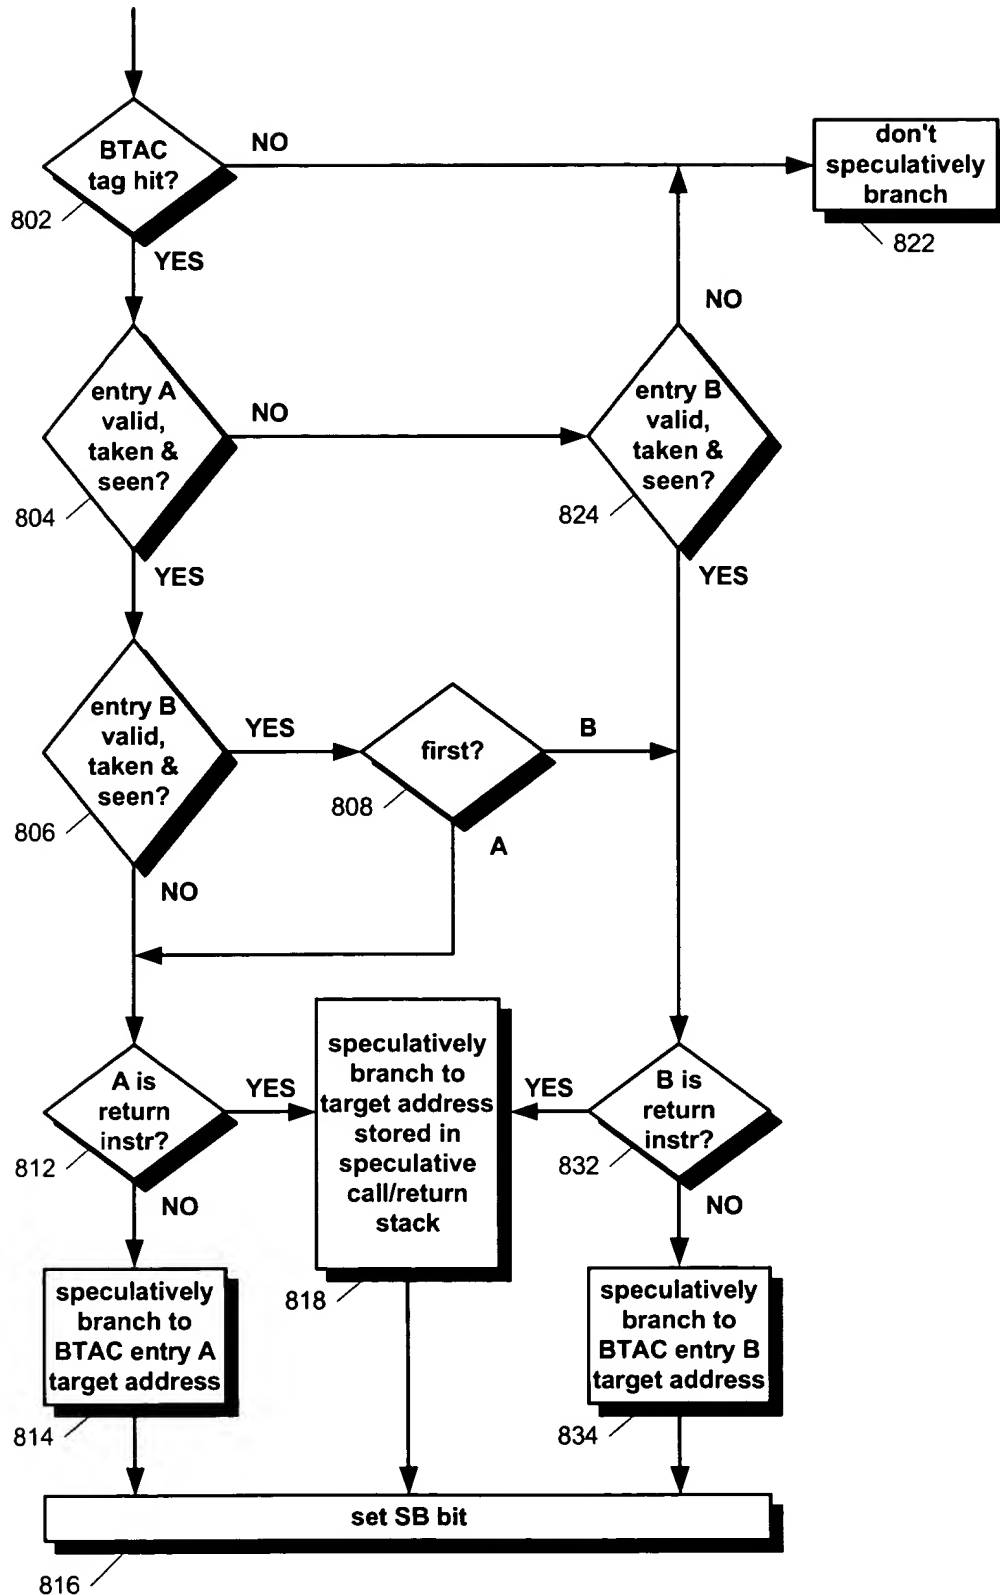 BTAC
tag hit?
NO
802
YES
don't
speculatively
branch
822
entry A
valid,
taken &
seen?
NO
804
YES
NO
entry B
valid,
taken &
seen?
824
YES
entry B
valid,
taken &
seen?
YES
806
NO
first?
B
808
A
A is
return
instr?
YES
812
NO
speculatively
branch to
target address
stored in
speculative
call/return
stack
818
YES
B is
return
instr?
832
NO
speculatively
branch to
BTAC entry A
target address
814
speculatively
branch to
BTAC entry B
target address
834
set SB bit
816